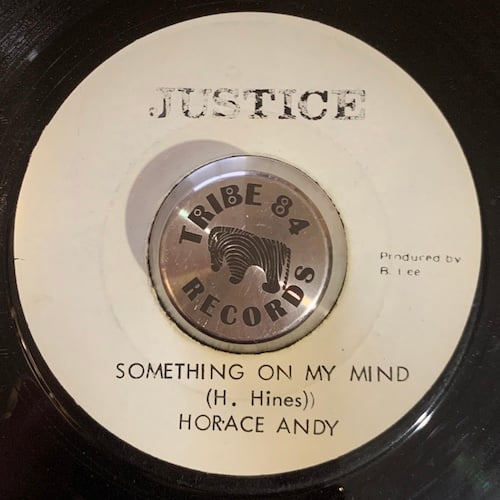 JUSTICE
TRIBE 84
RECORDS
Produced by
B. Lee
SOMETHING ON MY MIND
(H. Hines))
HORACE ANDY